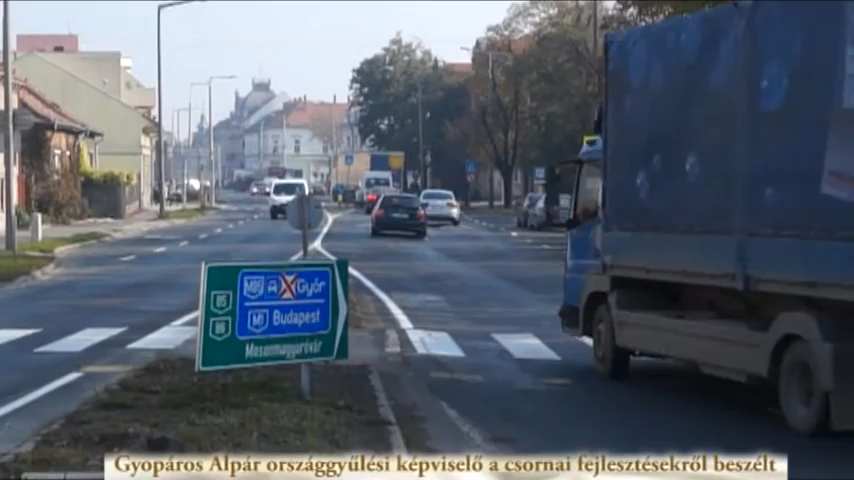 M85 Győr
85
86
M1 Budapest
Mosonmagyaróvár
Gyopáros Alpár országgyűlési képviselő a csornai fejlesztésekről beszélt